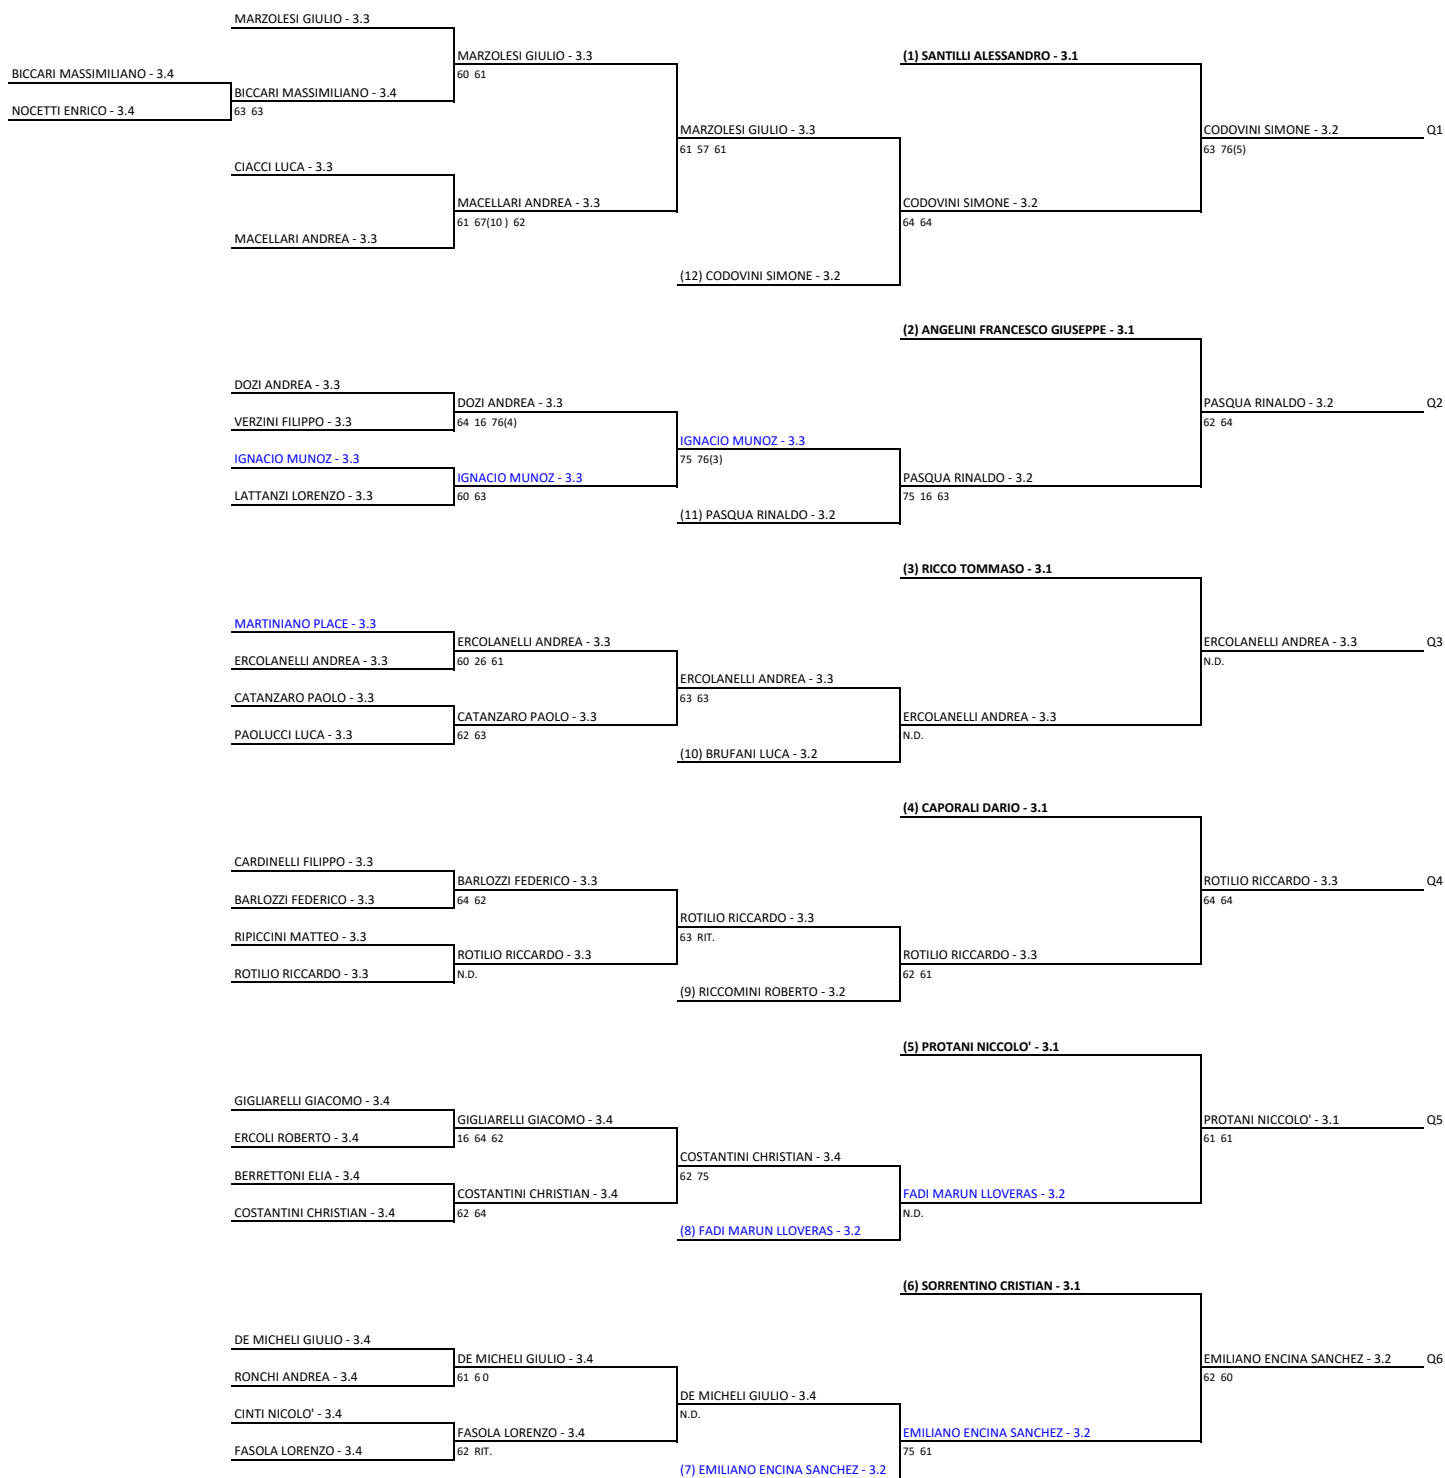 MARZOLESI GIULIO - 3.3
MARZOLESI GIULIO - 3.3
(1) SANTILLI ALESSANDRO - 3.1
BICCARI MASSIMILIANO - 3.4
60 61
BICCARI MASSIMILIANO - 3.4
NOCETTI ENRICO - 3.4
63 63
MARZOLESI GIULIO - 3.3
CODOVINI SIMONE - 3.2
Q1
61 57 61
63 76(5)
CIACCI LUCA - 3.3
MACELLARI ANDREA - 3.3
CODOVINI SIMONE - 3.2
61 67(10 ) 62
64 64
MACELLARI ANDREA - 3.3
(12) CODOVINI SIMONE - 3.2
(2) ANGELINI FRANCESCO GIUSEPPE - 3.1
DOZI ANDREA - 3.3
DOZI ANDREA - 3.3
PASQUA RINALDO - 3.2
Q2
VERZINI FILIPPO - 3.3
64 16 76(4)
62 64
IGNACIO MUNOZ - 3.3
IGNACIO MUNOZ - 3.3
75 76(3)
IGNACIO MUNOZ - 3.3
PASQUA RINALDO - 3.2
LATTANZI LORENZO - 3.3
60 63
75 16 63
(11) PASQUA RINALDO - 3.2
(3) RICCO TOMMASO - 3.1
MARTINIANO PLACE - 3.3
ERCOLANELLI ANDREA - 3.3
ERCOLANELLI ANDREA - 3.3
Q3
ERCOLANELLI ANDREA - 3.3
60 26 61
N.D.
ERCOLANELLI ANDREA - 3.3
CATANZARO PAOLO - 3.3
63 63
CATANZARO PAOLO - 3.3
ERCOLANELLI ANDREA - 3.3
PAOLUCCI LUCA - 3.3
62 63
N.D.
(10) BRUFANI LUCA - 3.2
(4) CAPORALI DARIO - 3.1
CARDINELLI FILIPPO - 3.3
BARLOZZI FEDERICO - 3.3
ROTILIO RICCARDO - 3.3
Q4
BARLOZZI FEDERICO - 3.3
64 62
64 64
ROTILIO RICCARDO - 3.3
RIPICCINI MATTEO - 3.3
63 RIT.
ROTILIO RICCARDO - 3.3
ROTILIO RICCARDO - 3.3
ROTILIO RICCARDO - 3.3
N.D.
62 61
(9) RICCOMINI ROBERTO - 3.2
(5) PROTANI NICCOLO' - 3.1
GIGLIARELLI GIACOMO - 3.4
GIGLIARELLI GIACOMO - 3.4
PROTANI NICCOLO' - 3.1
Q5
ERCOLI ROBERTO - 3.4
16 64 62
61 61
COSTANTINI CHRISTIAN - 3.4
BERRETTONI ELIA - 3.4
62 75
COSTANTINI CHRISTIAN - 3.4
FADI MARUN LLOVERAS - 3.2
COSTANTINI CHRISTIAN - 3.4
62 64
N.D.
(8) FADI MARUN LLOVERAS - 3.2
(6) SORRENTINO CRISTIAN - 3.1
DE MICHELI GIULIO - 3.4
DE MICHELI GIULIO - 3.4
EMILIANO ENCINA SANCHEZ - 3.2
Q6
RONCHI ANDREA - 3.4
61 6 0
62 60
DE MICHELI GIULIO - 3.4
CINTI NICOLO' - 3.4
N.D.
FASOLA LORENZO - 3.4
EMILIANO ENCINA SANCHEZ - 3.2
FASOLA LORENZO - 3.4
62 RIT.
75 61
(7) EMILIANO ENCINA SANCHEZ - 3.2